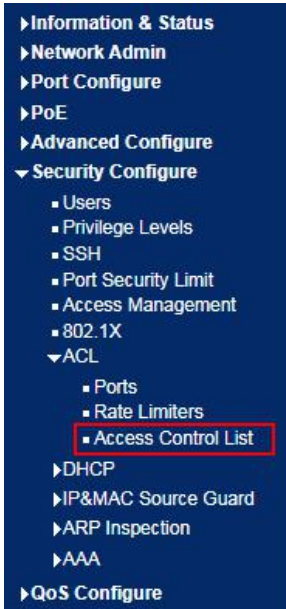 Information & Status
Network Admin
Port Configure
PoE
Advanced Configure
Security Configure
Users
Privilege Levels
SSH
Port Security Limit
Access Management
802.1X
ACL
Ports
Rate Limiters
Access Control List
DHCP
IP&MAC Source Guard
ARP Inspection
AAA
QoS Configure